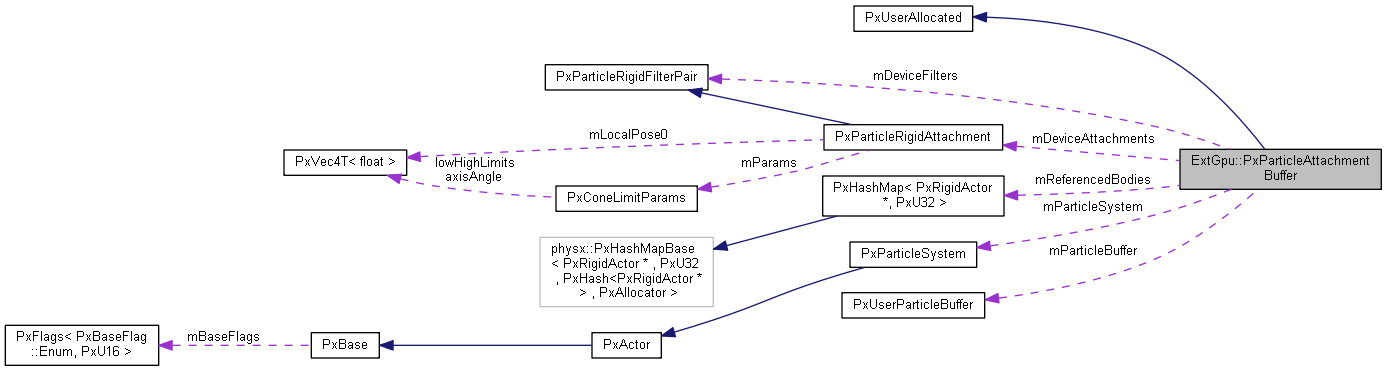 PxUserAllocated
PxParticleRigidFilterPair
mDeviceFilters
mLocalPose0
PxParticleRigidAttachment
mDeviceAttachments
PxVec4T< float >
lowHighLimits
axisAngle
mParams
ExtGpu::PxParticleAttachment
Buffer
PxConeLimitParams
PxHashMap< PxRigidActor
*, PxU32 >
mReferencedBodies
mParticleSystem
physx::PxHashMapBase
< PxRigidActor * , PxU32
, PxHash<PxRigidActor *
> , PxAllocator >
PxParticleSystem
mParticleBuffer
PxUserParticleBuffer
PxFlags< PxBaseFlag
::Enum, PxU16 >
mBaseFlags
PxBase
PxActor